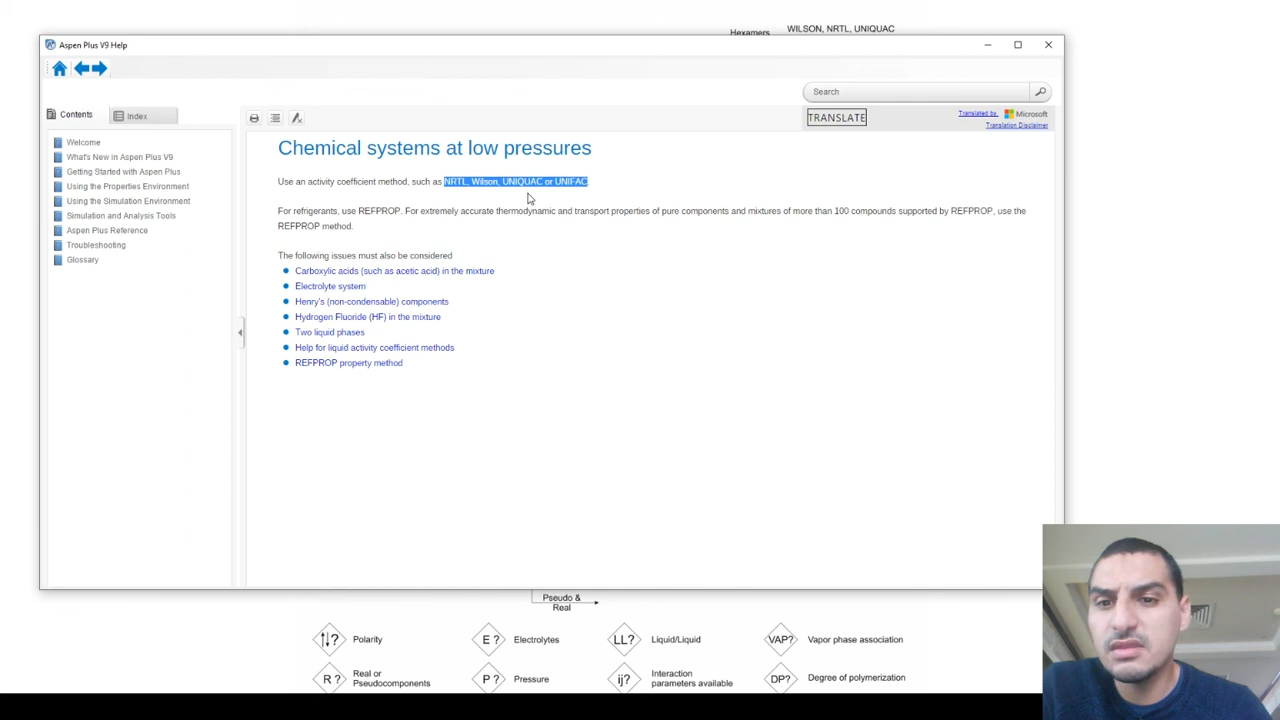 WILSON, NRTL, UNIQUAC
Hexamers
Aspen Plus V9 Help
Search
Contents
Index
TRANSLATE
Translated by
Microsoft
Translation Disclaimer
Welcome
What's New in Aspen Plus V9
Getting Started with Aspen Plus
Using the Properties Environment
Using the Simulation Environment
Simulation and Analysis Tools
Aspen Plus Reference
Troubleshooting
Glossary
Chemical systems at low pressures
Use an activity coefficient method, such as NRTL, Wilson, UNIQUAC or UNIFAC.
For refrigerants, use REFPROP. For extremely accurate thermodynamic and transport properties of pure components and mixtures of more than 100 compounds supported by REFPROP, use the
REFPROP method.
The following issues must also be considered
Carboxylic acids (such as acetic acid) in the mixture
Electrolyte system
Henry's (non-condensable) components
Hydrogen Fluoride (HF) in the mixture
Two liquid phases
Help for liquid activity coefficient methods
REFPROP property method
Pseudo &
Real
↑↓?
Polarity
E ?
Electrolytes
LL?
Liquid/Liquid
VAP?
Vapor phase association
R ?
Real or
Pseudocomponents
P ?
Pressure
ij?
Interaction
parameters available
DP?
Degree of polymerization